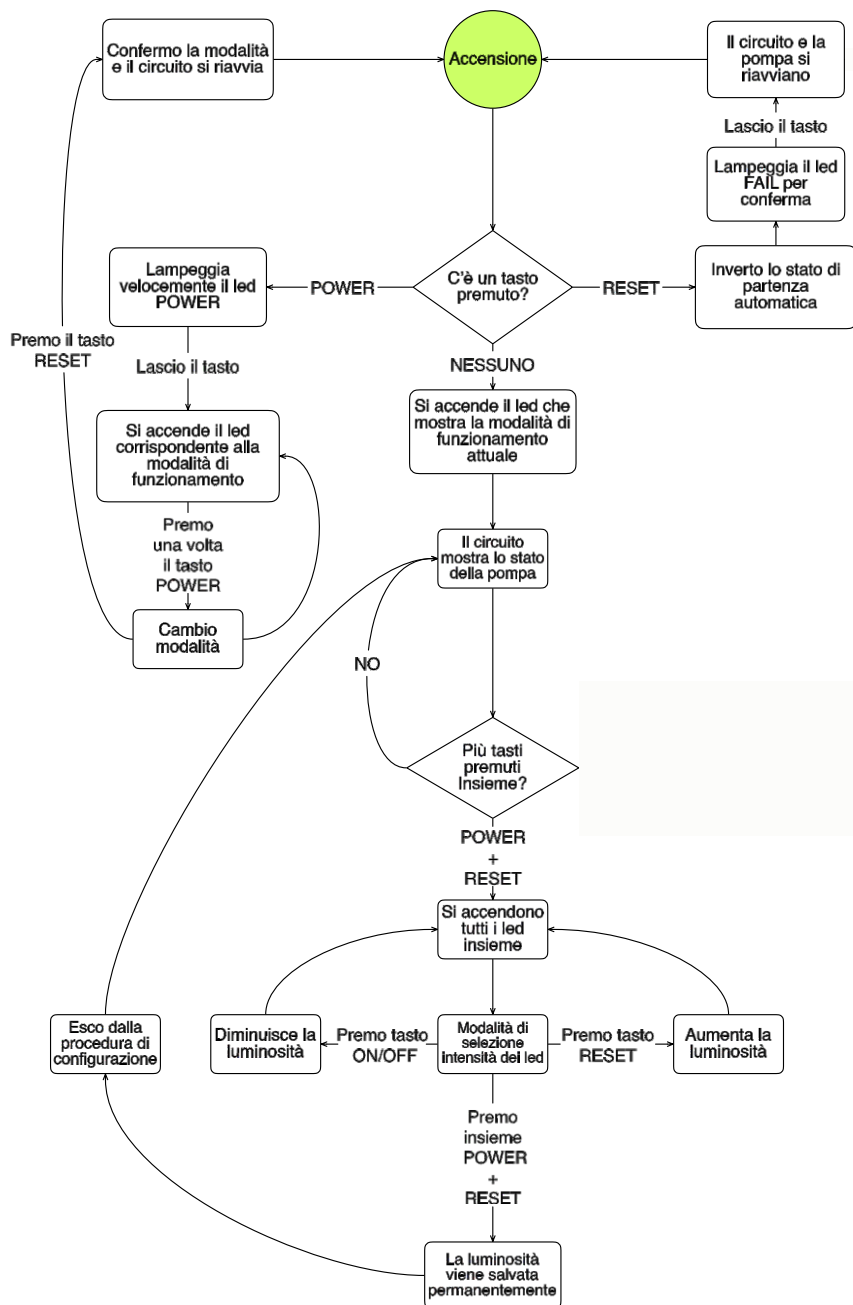 Confermo la modalità
e il circuito si riavvia
Accensione
Il circuito e la
pompa si
riavviano
Lascio il tasto
Lampeggia il led
FAIL per
conferma
Inverto lo stato di
partenza
automatica
RESET
C'è un tasto
premuto?
POWER
Lampeggia
velocemente il led
POWER
Premo il tasto
RESET
Lascio il tasto
Si accende il led
corrispondente alla
modalità di
funzionamento
Premo
una volta
il tasto
POWER
Cambio
modalità
NESSUNO
Si accende il led che
mostra la modalità di
funzionamento
attuale
Il circuito
mostra lo stato
della pompa
NO
Più tasti
premuti
Insieme?
POWER
+
RESET
Si accendono
tutti i led
insieme
Esco dalla
procedura di
configurazione
Diminuisce la
luminosità
Premo tasto
ON/OFF
Modalità di
selezione
intensità dei led
Premo tasto
RESET
Aumenta la
luminosità
Premo
insieme
POWER
+
RESET
La luminosità
viene salvata
permanentemente